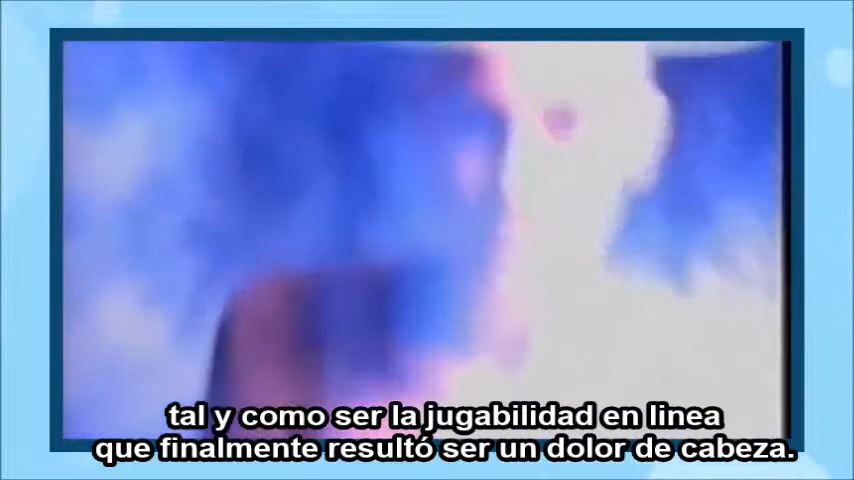 tal y como ser la jugabilidad en linea
que finalmente resultó ser un dolor de cabeza.